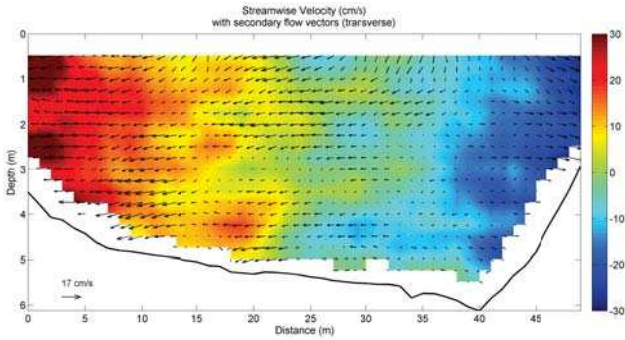 Streamwise Velocity (cm/s)
with secondary flow vectors (transverse)
0
1
2
3
4
5
6
Depth (m)
17 cm/s
0 5 10 15 20 25 30 35 40 45
Distance (m)
30
20
10
0
-10
-20
-30